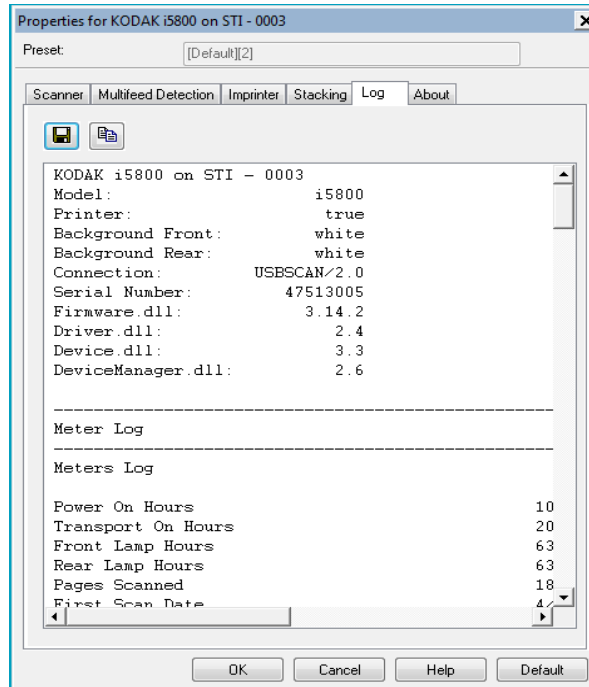 Properties for KODAK i5800 on STI - 0003
Preset: [Default][2]
Scanner Multifeed Detection Imprinter Stacking Log About
KODAK i5800 on STI - 0003
Model: i5800
Printer: true
Background Front: white
Background Rear: white
Connection: USBSCAN/2.0
Serial Number: 47513005
Firmware.dll: 3.14.2
Driver.dll: 2.4
Device.dll: 3.3
DeviceManager.dll: 2.6
Meter Log
Meters Log
Power On Hours 10
Transport On Hours 20
Front Lamp Hours 63
Rear Lamp Hours 63
Pages Scanned 18
First Scan Date 4/
OK Cancel Help Default